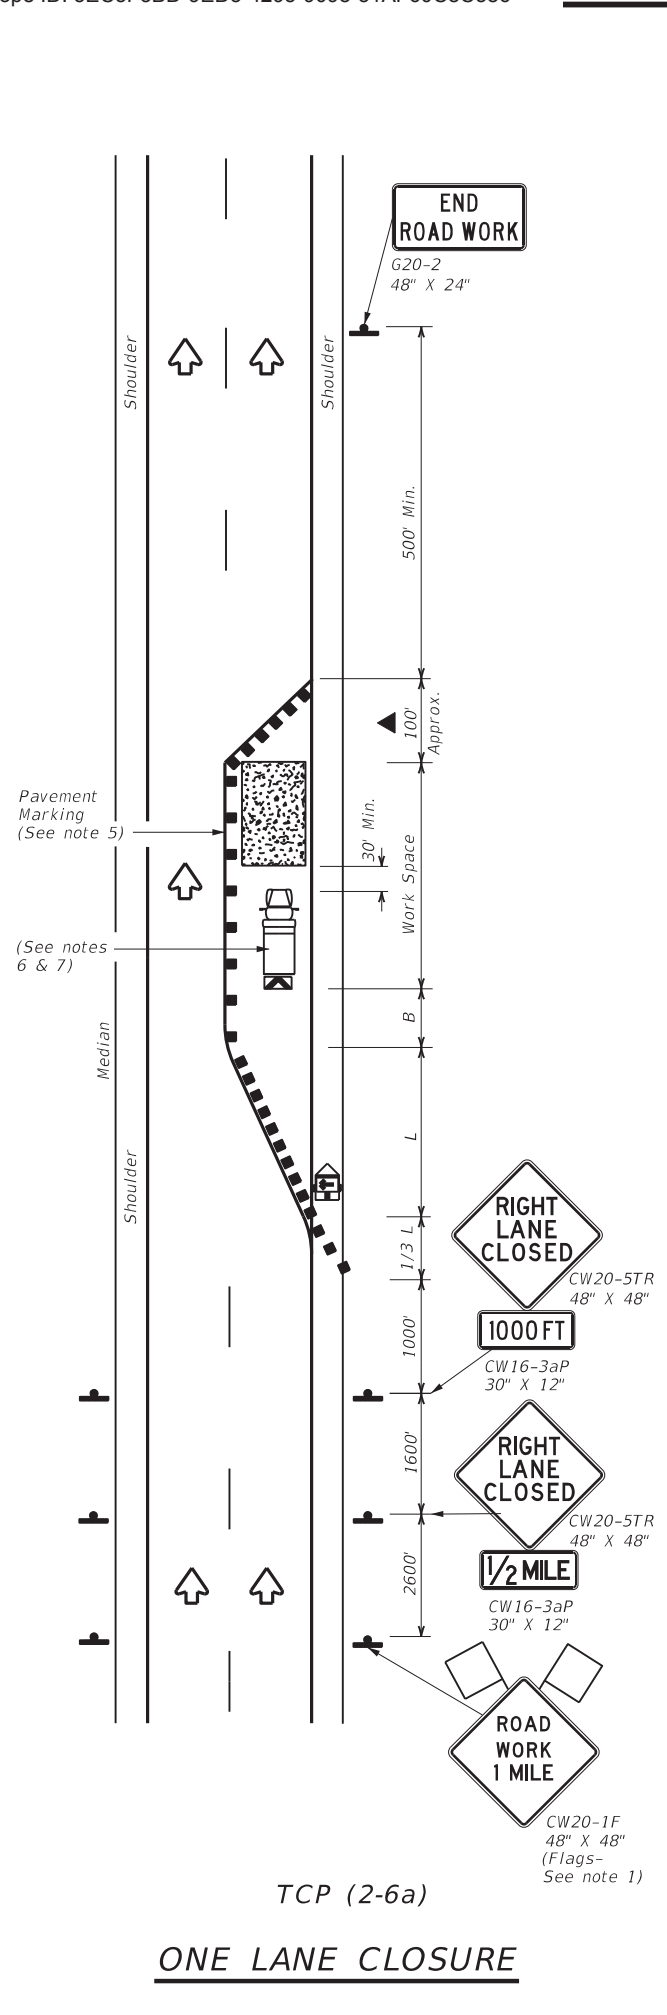 END
ROAD WORK
G20-2
48" X 24"
Shoulder
Shoulder
500' Min.
100'
Approx.
Pavement
Marking
(See note 5)
30' Min.
Work Space
(See notes
6 & 7)
B
Median
L
Shoulder
1/3 L
RIGHT
LANE
CLOSED
CW20-5TR
48" X 48"
1000 FT
1000'
CW16-3aP
30" X 12"
1600'
RIGHT
LANE
CLOSED
CW20-5TR
48" X 48"
1/2 MILE
2600'
CW16-3aP
30" X 12"
ROAD
WORK
1 MILE
CW20-1F
48" X 48"
(Flags-
See note 1)
TCP (2-6a)
ONE LANE CLOSURE